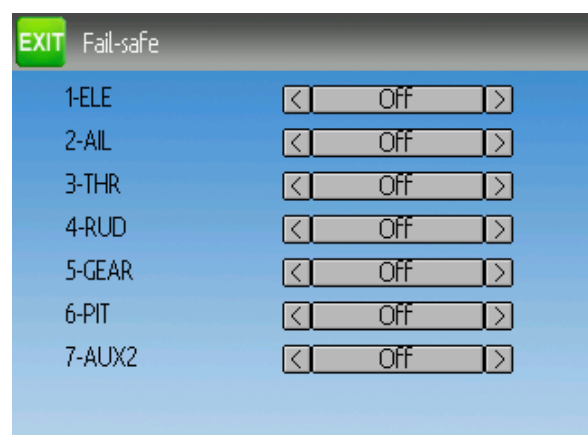 EXIT Fail-safe
1-ELE < Off >
2-AIL < Off >
3-THR < Off >
4-RUD < Off >
5-GEAR < Off >
6-PIT < Off >
7-AUX2 < Off >